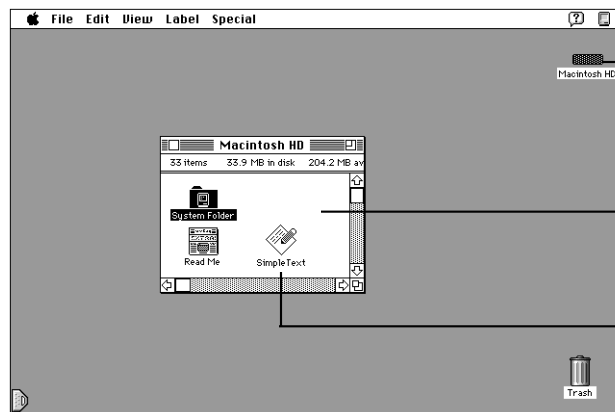 File Edit View Label Special
Macintosh HD
Macintosh HD
33 items 33.9 MB in disk 204.2 MB av
System Folder
Read Me
SimpleText
Trash